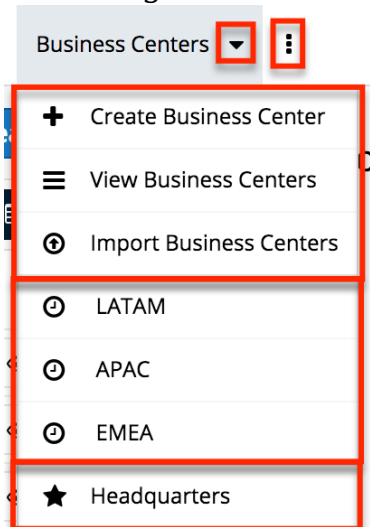 Business Centers
Create Business Center
View Business Centers
Import Business Centers
LATAM
APAC
EMEA
Headquarters